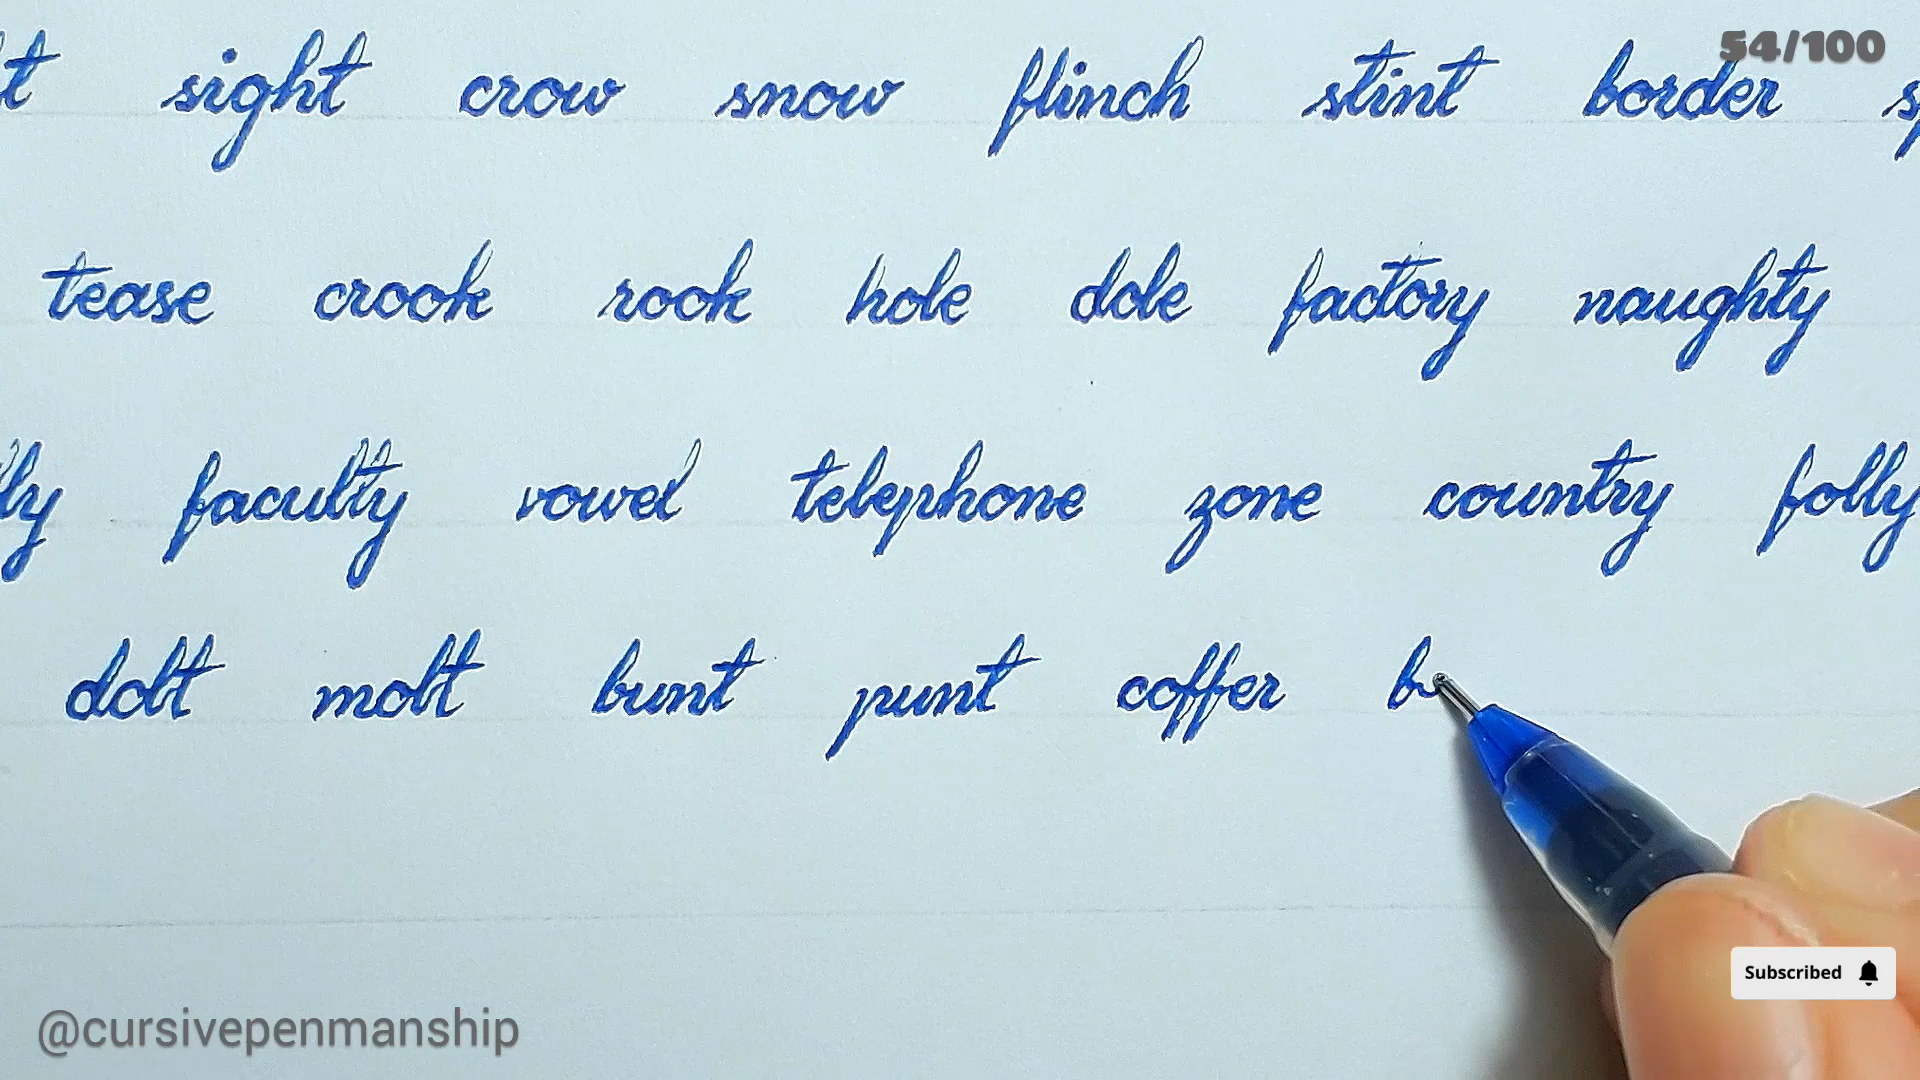 sight crow snow flinch stint border
54/100
tease crook rook hole dole factory naughty
faculty vowel telephone zone country folly
dolt molt bunt punt coffer
Subscribed
@cursivepenmanship